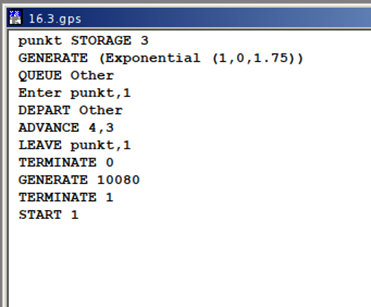 16.3.gps
punkt STORAGE 3
GENERATE (Exponential (1,0,1.75))
QUEUE Other
Enter punkt,1
DEPART Other
ADVANCE 4,3
LEAVE punkt,1
TERMINATE 0
GENERATE 10080
TERMINATE 1
START 1